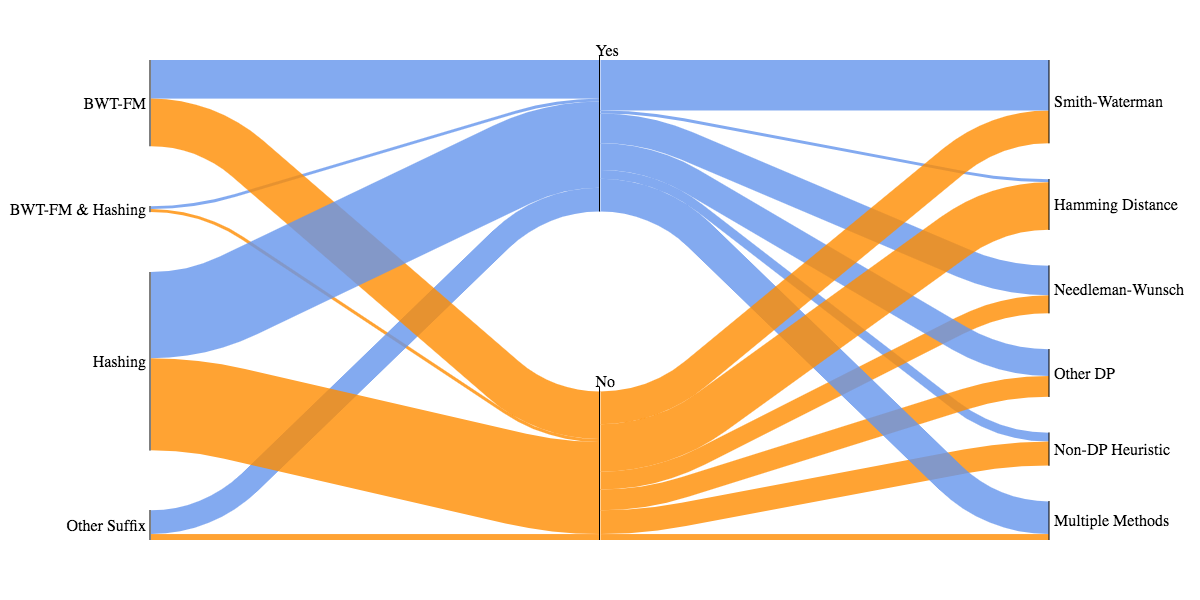 Yes
BWT-FM
Smith-Waterman
BWT-FM & Hashing
Hamming Distance
Needleman-Wunsch
Hashing
No
Other DP
Non-DP Heuristic
Other Suffix
Multiple Methods